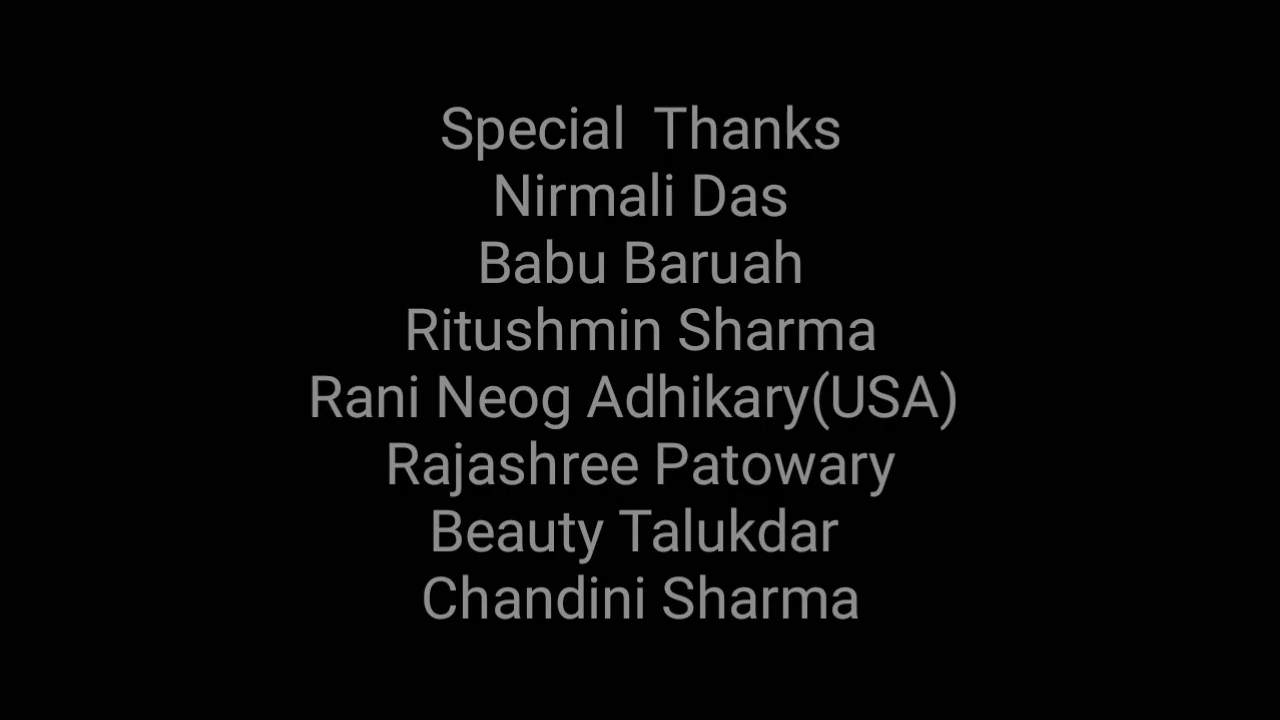 Special  Thanks
Nirmali Das
Babu Baruah
Ritushmin Sharma
Rani Neog Adhikary(USA)
Rajashree Patowary
Beauty Talukdar
Chandini Sharma